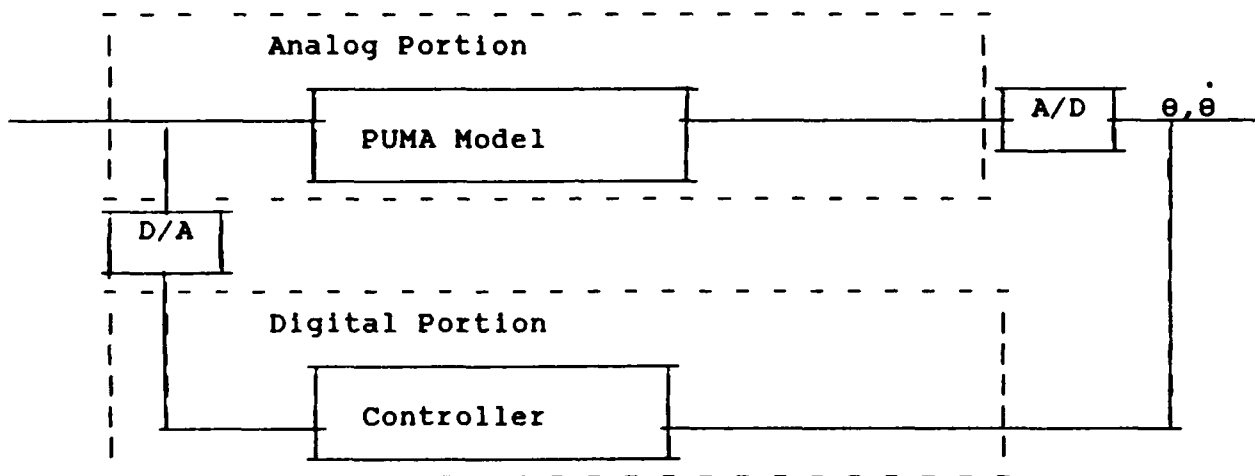 Analog Portion
PUMA Model
A/D
θ,θ̇
D/A
Digital Portion
Controller